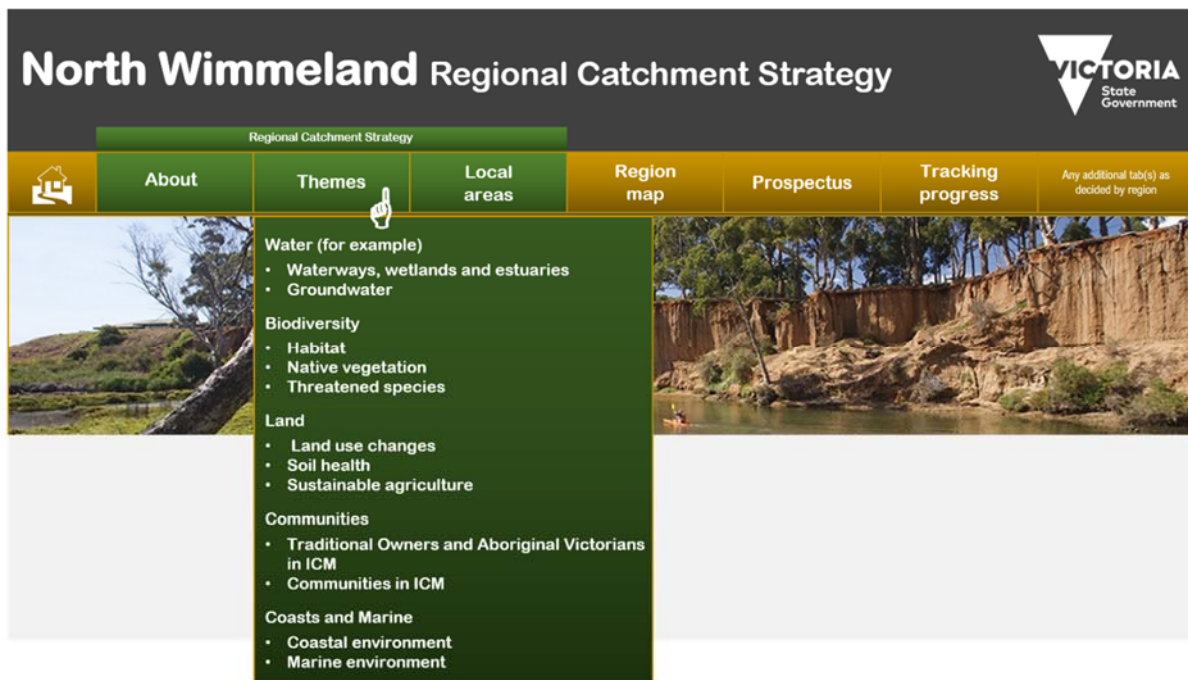 North Wimmeland Regional Catchment Strategy
VICTORIA
State
Government
Regional Catchment Strategy
About
Themes
Local
areas
Region
map
Prospectus
Tracking
progress
Any additional tab(s) as
decided by region
Water (for example)
• Waterways, wetlands and estuaries
• Groundwater
Biodiversity
• Habitat
• Native vegetation
• Threatened species
Land
• Land use changes
• Soil health
• Sustainable agriculture
Communities
• Traditional Owners and Aboriginal Victorians
in ICM
• Communities in ICM
Coasts and Marine
• Coastal environment
• Marine environment